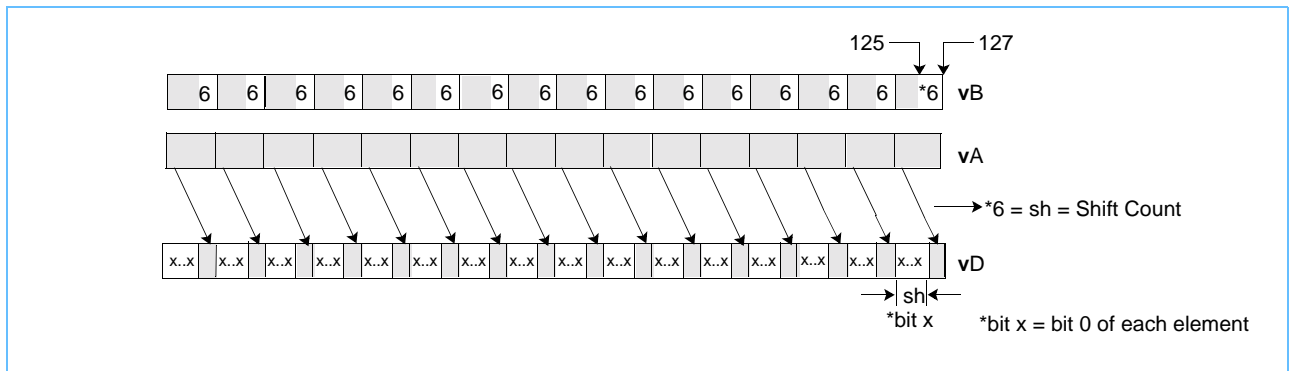 125 127
6 6 6 6 6 6 6 6 6 6 6 6 6 6 6 *6 vB
vA
*6 = sh = Shift Count
x..x x..x x..x x..x x..x x..x x..x x..x x..x x..x x..x x..x x..x x..x x..x x..x vD
sh
*bit x *bit x = bit 0 of each element